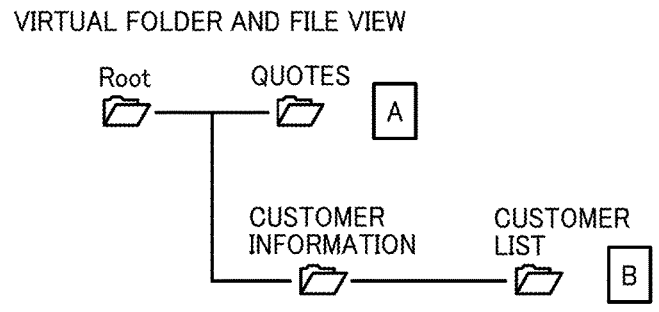 VIRTUAL FOLDER AND FILE VIEW
Root
QUOTES
A
CUSTOMER
INFORMATION
CUSTOMER
LIST
B